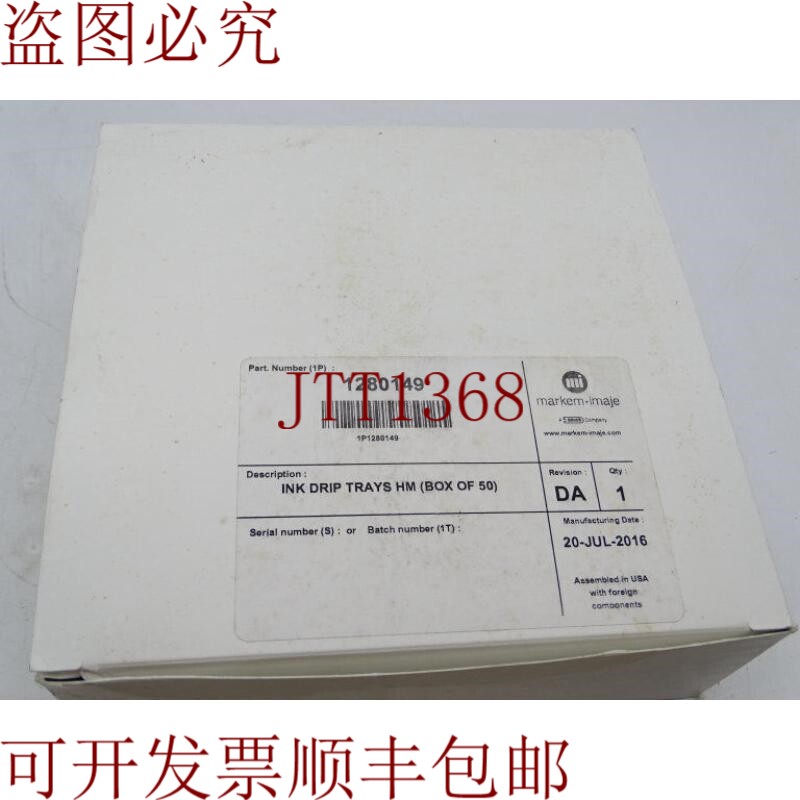 盗图必究
Part. Number (1P) :
1280149
JTT1368
1P1280149
mi
markem-imaje
Company
www.markem-imaje.com
Description :
INK DRIP TRAYS HM (BOX OF 50)
Revision :
DA
Qty :
1
Serial number (S) : or Batch number (1T) :
Manufacturing Date :
20-JUL-2016
Assembled in USA
with foreign
components
可开发票顺丰包邮